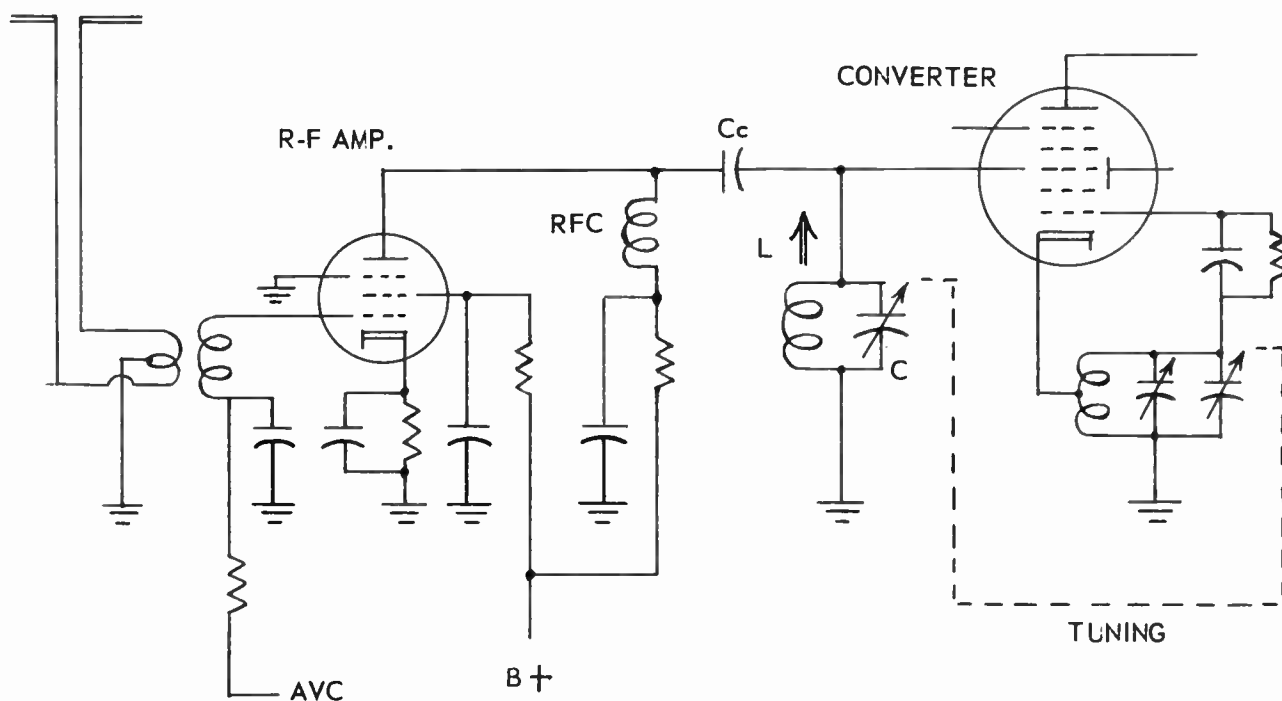 CONVERTER
R-F AMP.
Cc
RFC
L
C
TUNING
B+
AVC